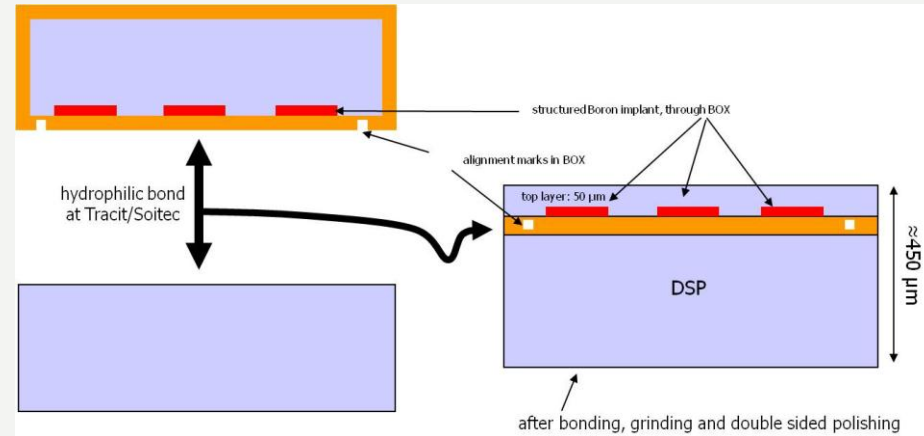 structured Boron implant, through BOX
alignment marks in BOX
hydrophilic bond
at Tracit/Soitec
top layer: 50 µm
DSP
≈450 µm
after bonding, grinding and double sided polishing